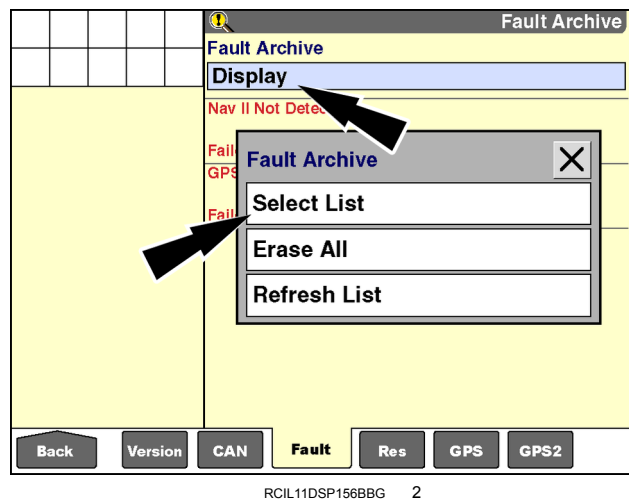 Fault Archive
Fault Archive
Display
Nav II Not
Fault Archive
Select List
Erase All
Refresh List
Back Version CAN Fault Res GPS GPS2
RCIL11DSP156BBG 2